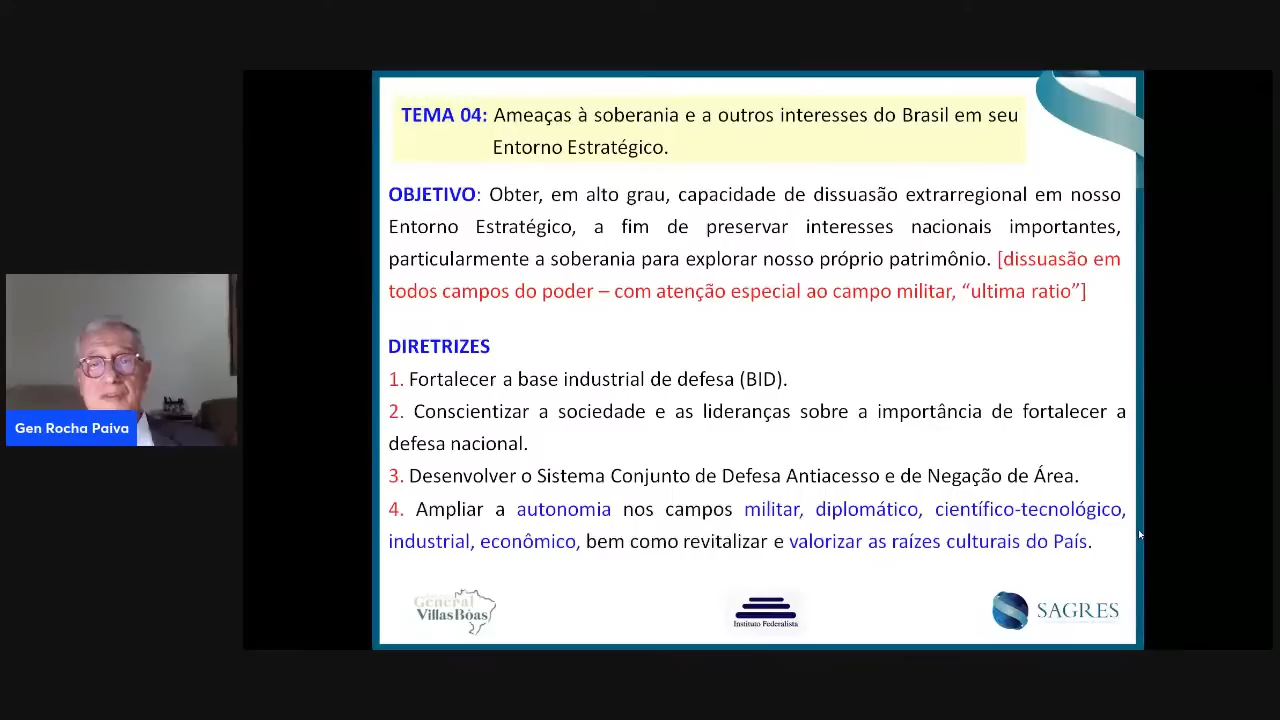 TEMA 04: Ameaças à soberania e a outros interesses do Brasil em seu
Entorno Estratégico.
OBJETIVO: Obter, em alto grau, capacidade de dissuasão extrarregional em nosso
Entorno Estratégico, a fim de preservar interesses nacionais importantes,
particularmente a soberania para explorar nosso próprio patrimônio. [dissuasão em
todos campos do poder – com atenção especial ao campo militar, “ultima ratio”]
DIRETRIZES
1. Fortalecer a base industrial de defesa (BID).
2. Conscientizar a sociedade e as lideranças sobre a importância de fortalecer a
defesa nacional.
3. Desenvolver o Sistema Conjunto de Defesa Antiacesso e de Negação de Área.
4. Ampliar a autonomia nos campos militar, diplomático, científico-tecnológico,
industrial, econômico, bem como revitalizar e valorizar as raízes culturais do País.
Gen Rocha Paiva
General
Villas Bôas
Instituto Federalista
SAGRES